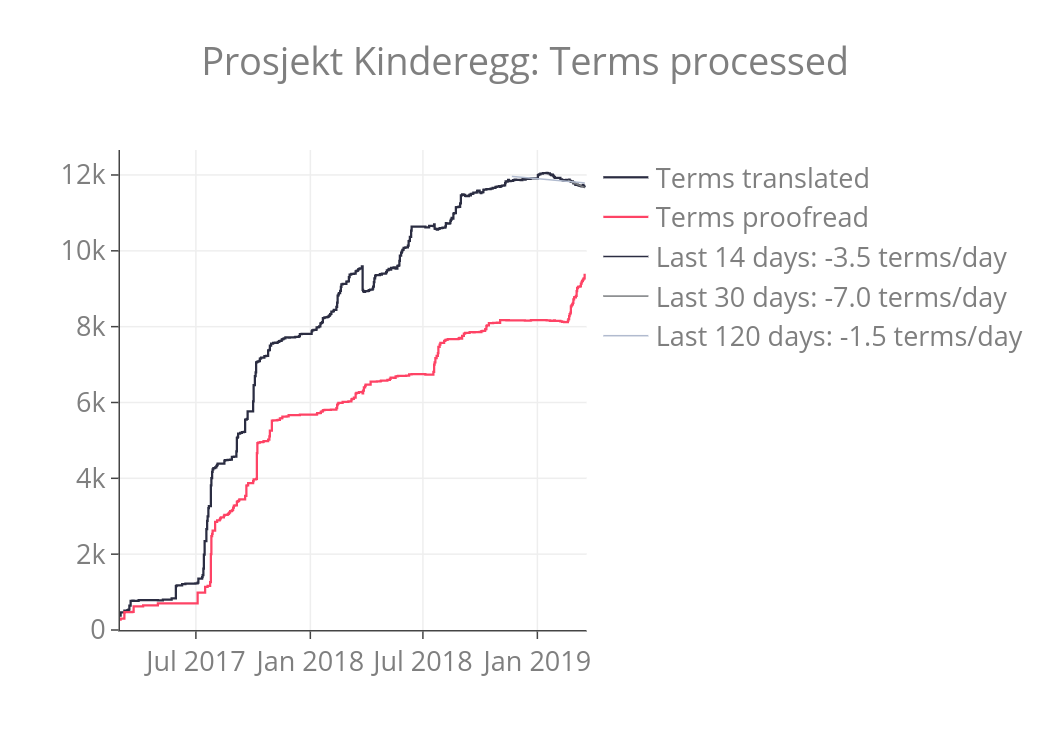 Prosjekt Kinderegg: Terms processed
12k
10k
8k
6k
4k
2k
0
Jul 2017 Jan 2018 Jul 2018 Jan 2019
Terms translated
Terms proofread
Last 14 days: -3.5 terms/day
Last 30 days: -7.0 terms/day
Last 120 days: -1.5 terms/day